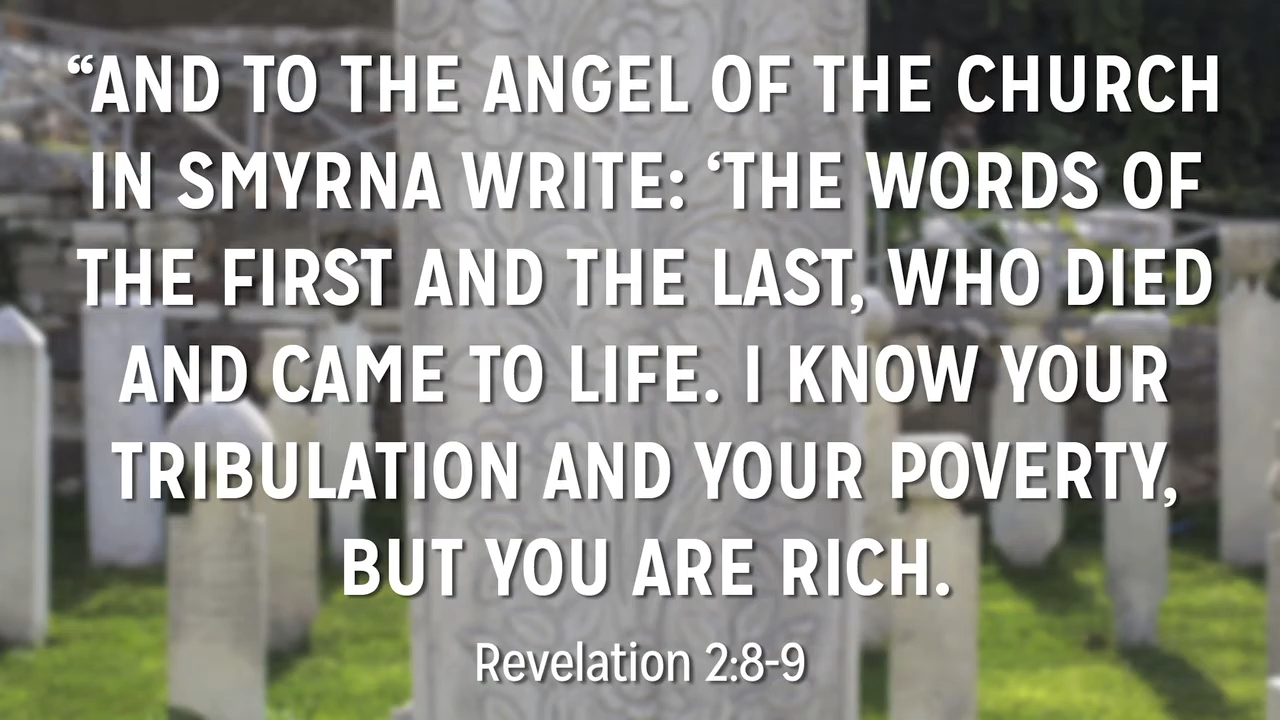 “AND TO THE ANGEL OF THE CHURCH
IN SMYRNA WRITE: ‘THE WORDS OF
THE FIRST AND THE LAST, WHO DIED
AND CAME TO LIFE. I KNOW YOUR
TRIBULATION AND YOUR POVERTY,
BUT YOU ARE RICH.
Revelation 2:8-9